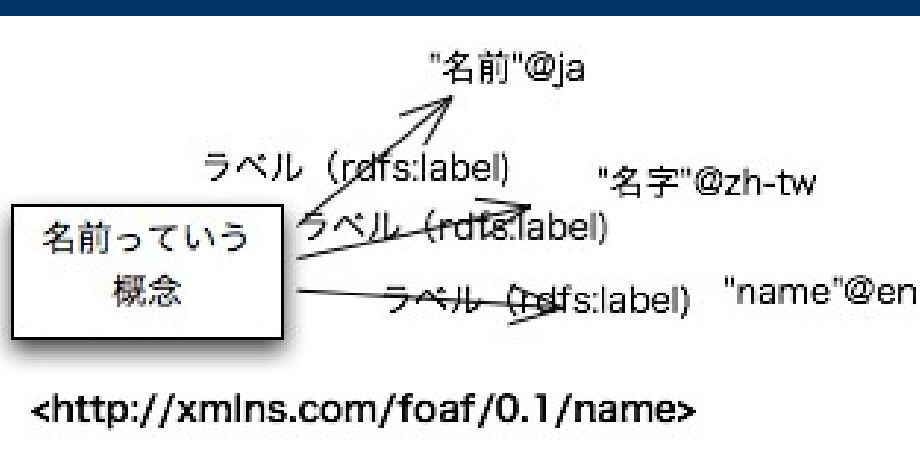 "名前"@ja
ラベル（rdfs:label)
"名字"@zh-tw
ラベル（rdfs:label)
名前っていう
概念
ラベル（rdfs:label)
"name"@en
<http://xmlns.com/foaf/0.1/name>